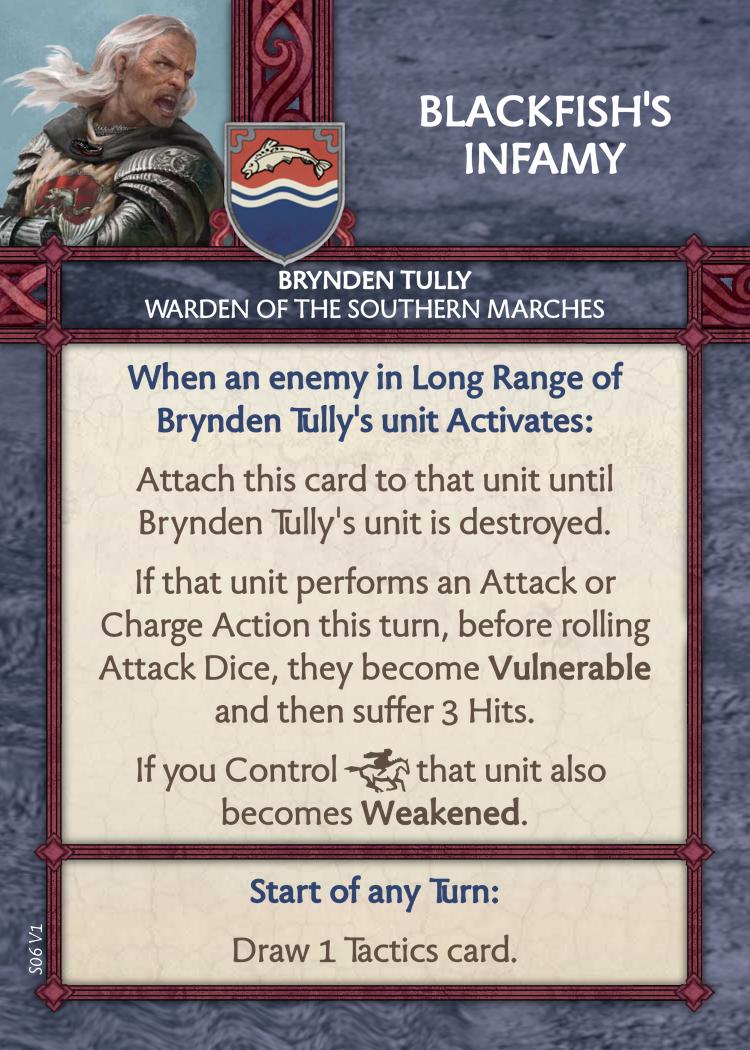 BLACKFISH'S
INFAMY
BRYNDEN TULLY
WARDEN OF THE SOUTHERN MARCHES
When an enemy in Long Range of
Brynden Tully's unit Activates:
Attach this card to that unit until
Brynden Tully's unit is destroyed.
If that unit performs an Attack or
Charge Action this turn, before rolling
Attack Dice, they become Vulnerable
and then suffer 3 Hits.
If you Control that unit also
becomes Weakened.
Start of any Turn:
Draw 1 Tactics card.
S06 V1